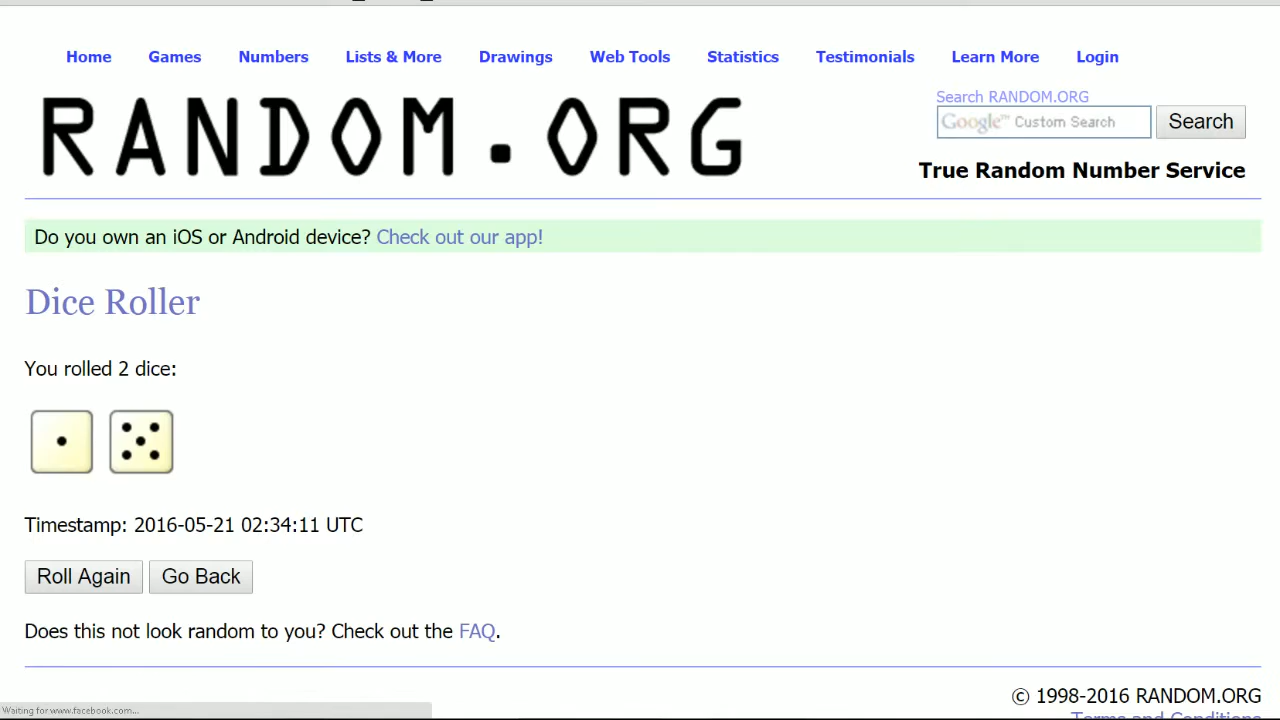 Home Games Numbers Lists & More Drawings Web Tools Statistics Testimonials Learn More Login
RANDOM.ORG
Search RANDOM.ORG
Google™ Custom Search Search
True Random Number Service
Do you own an iOS or Android device? Check out our app!
Dice Roller
You rolled 2 dice:
Timestamp: 2016-05-21 02:34:11 UTC
Roll Again Go Back
Does this not look random to you? Check out the FAQ.
© 1998-2016 RANDOM.ORG
Terms and Conditions
Waiting for www.facebook.com...